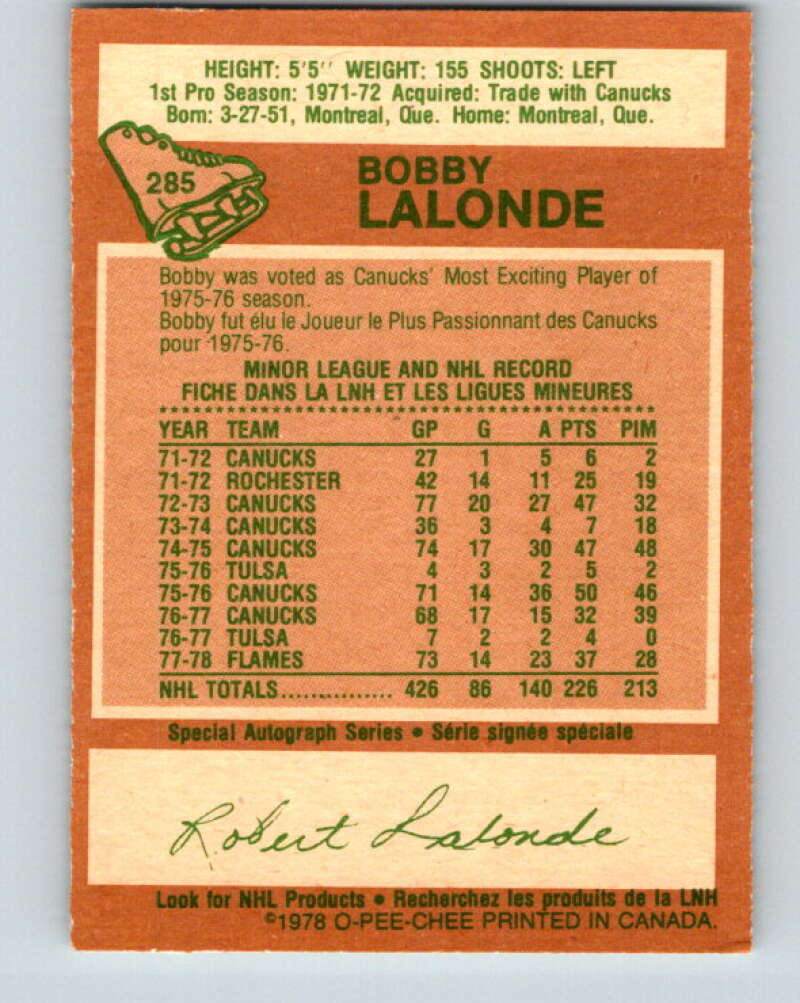 HEIGHT: 5'5'' WEIGHT: 155 SHOOTS: LEFT
1st Pro Season: 1971-72 Acquired: Trade with Canucks
Born: 3-27-51, Montreal, Que. Home: Montreal, Que.
285
BOBBY
LALONDE
Bobby was voted as Canucks' Most Exciting Player of
1975-76 season.
Bobby fut élu le Joueur le Plus Passionnant des Canucks
pour 1975-76.
MINOR LEAGUE AND NHL RECORD
FICHE DANS LA LNH ET LES LIGUES MINEURES
YEAR TEAM GP G A PTS PIM
71-72 CANUCKS 27 1 5 6 2
71-72 ROCHESTER 42 14 11 25 19
72-73 CANUCKS 77 20 27 47 32
73-74 CANUCKS 36 3 4 7 18
74-75 CANUCKS 74 17 30 47 48
75-76 TULSA 4 3 2 5 2
75-76 CANUCKS 71 14 36 50 46
76-77 CANUCKS 68 17 15 32 39
76-77 TULSA 7 2 2 4 0
77-78 FLAMES 73 14 23 37 28
NHL TOTALS............... 426 86 140 226 213
Special Autograph Series • Série signée spéciale
Robert Lalonde
Look for NHL Products • Recherchez les produits de la LNH
©1978 O-PEE-CHEE PRINTED IN CANADA.